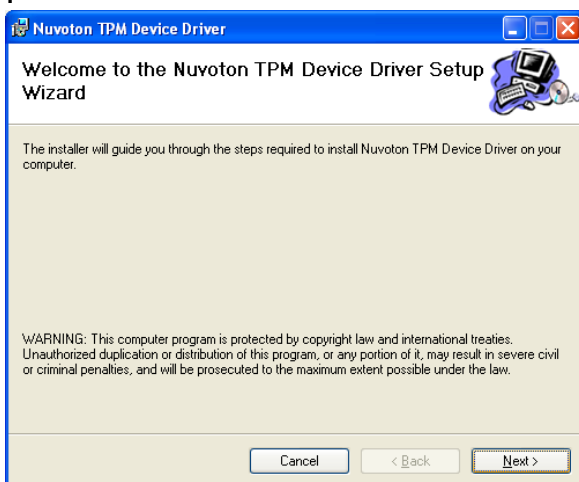 Nuvoton TPM Device Driver
Welcome to the Nuvoton TPM Device Driver Setup
Wizard
The installer will guide you through the steps required to install Nuvoton TPM Device Driver on your
computer.
WARNING: This computer program is protected by copyright law and international treaties.
Unauthorized duplication or distribution of this program, or any portion of it, may result in severe civil
or criminal penalties, and will be prosecuted to the maximum extent possible under the law.
Cancel < Back Next >